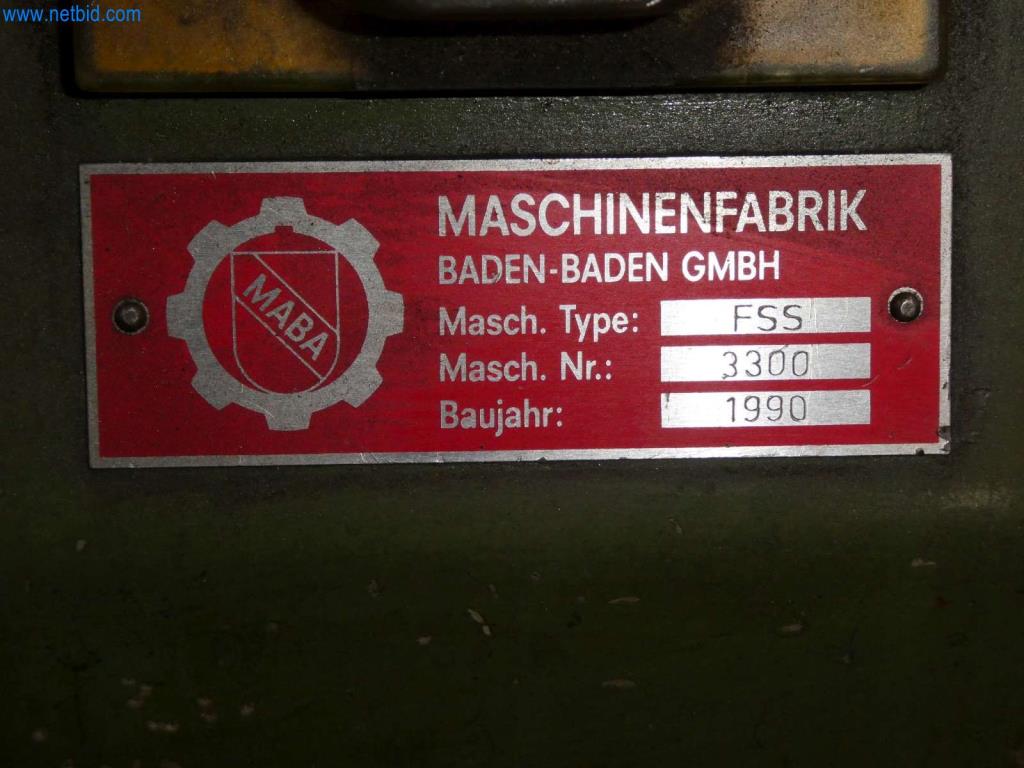 www.netbid.com
MABA
MASCHINENFABRIK
BADEN-BADEN GMBH
Masch. Type: FSS
Masch. Nr.: 3300
Baujahr: 1990